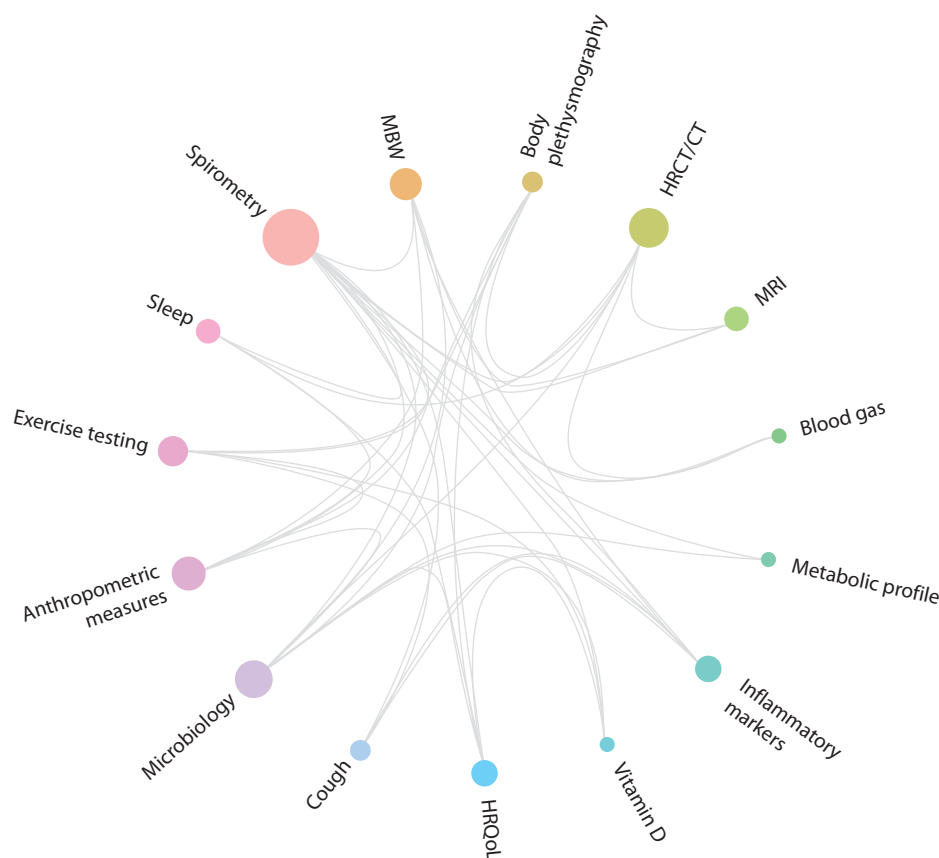 Body
plethysmography
MBW
HRCT/CT
Spirometry
MRI
Sleep
Blood gas
Exercise testing
Metabolic profile
Anthropometric
measures
Inflammatory
markers
Microbiology
Cough
Vitamin D
HRQoL